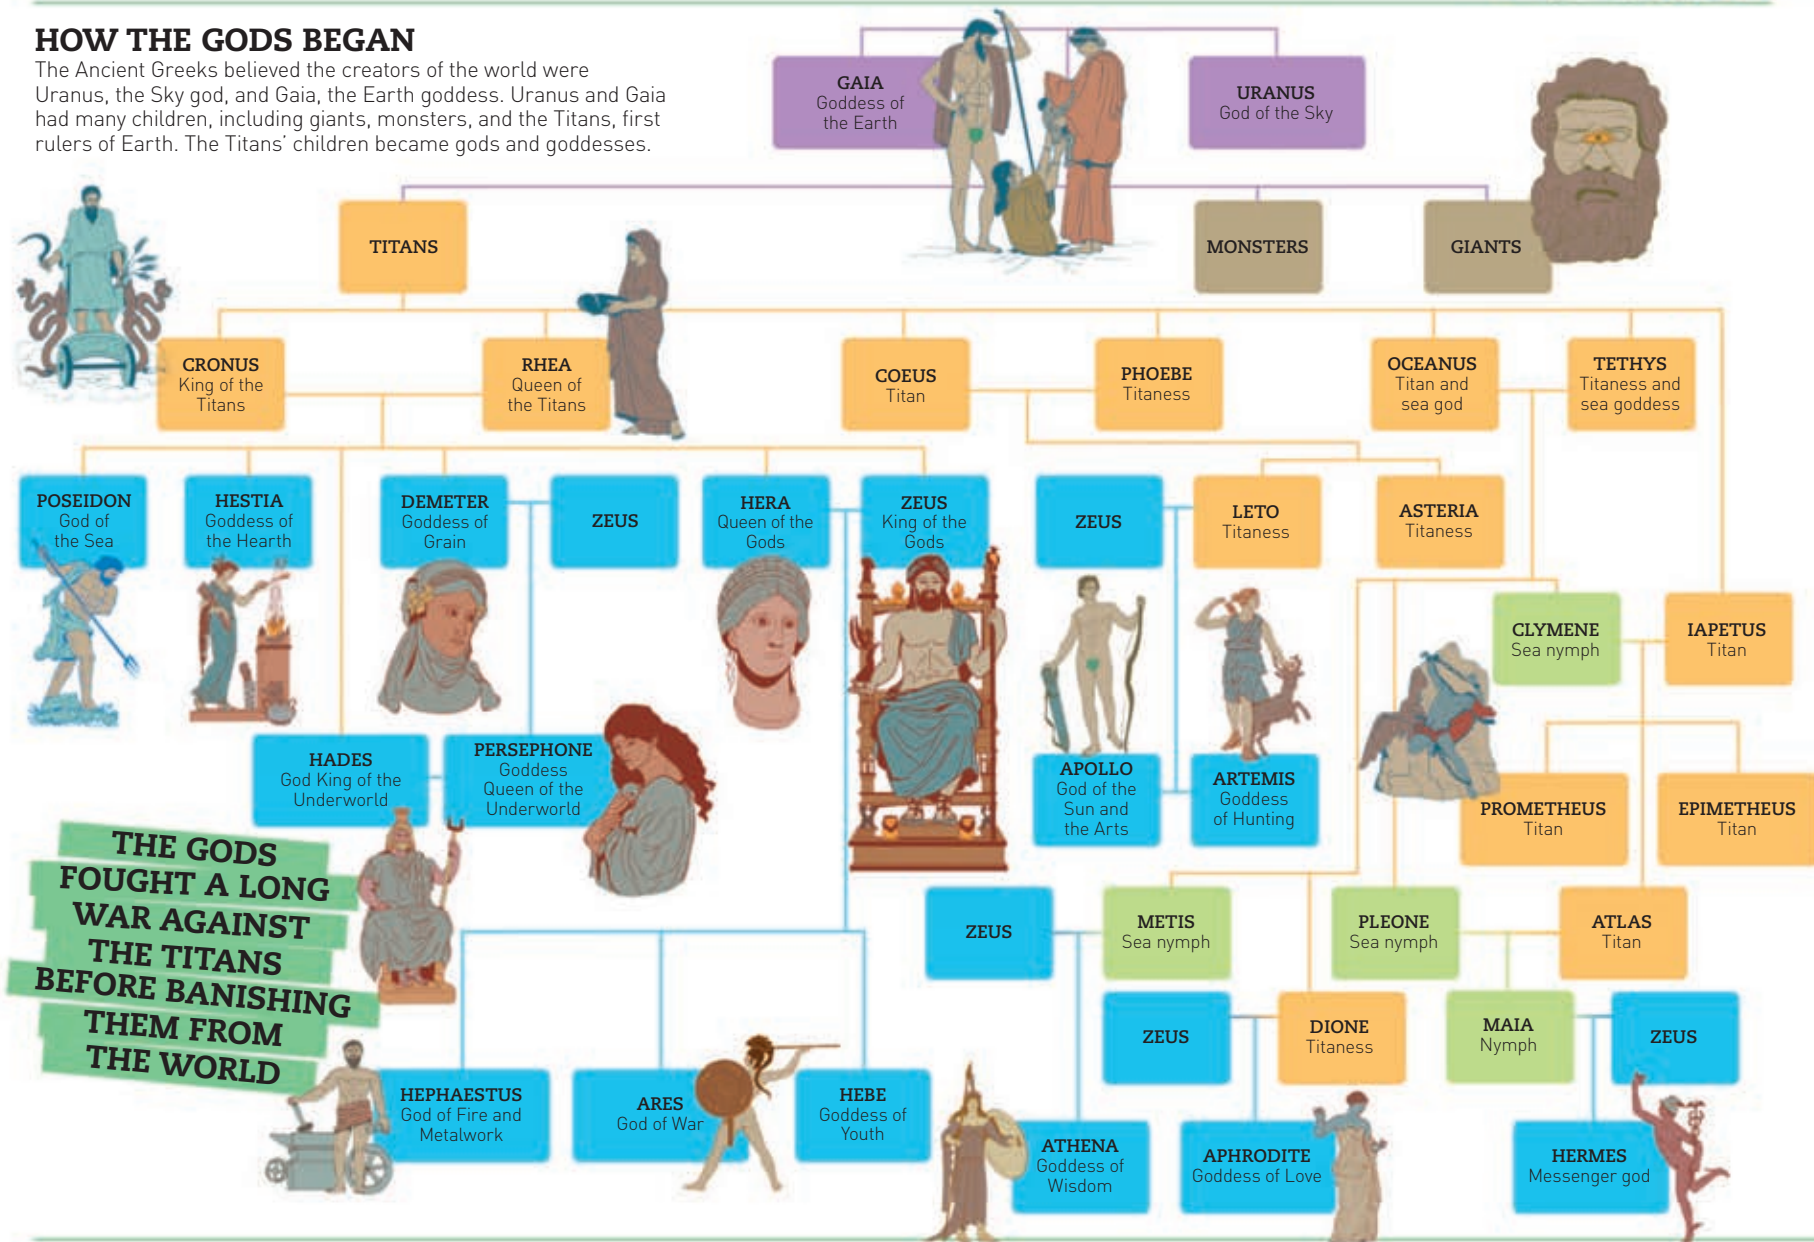 HOW THE GODS BEGAN
The Ancient Greeks believed the creators of the world were
Uranus, the Sky god, and Gaia, the Earth goddess. Uranus and Gaia
had many children, including giants, monsters, and the Titans, first
rulers of Earth. The Titans' children became gods and goddesses.
GAIA
Goddess of
the Earth
URANUS
God of the Sky
TITANS
MONSTERS
GIANTS
CRONUS
King of the
Titans
RHEA
Queen of
the Titans
COEUS
Titan
PHOEBE
Titaness
OCEANUS
Titan and
sea god
TETHYS
Titaness and
sea goddess
POSEIDON
God of
the Sea
HESTIA
Goddess of
the Hearth
DEMETER
Goddess of
Grain
ZEUS
HERA
Queen of the
Gods
ZEUS
King of the
Gods
ZEUS
LETO
Titaness
ASTERIA
Titaness
CLYMENE
Sea nymph
IAPETUS
Titan
HADES
God King of the
Underworld
PERSEPHONE
Goddess
Queen of the
Underworld
APOLLO
God of the
Sun and
the Arts
ARTEMIS
Goddess
of Hunting
PROMETHEUS
Titan
EPIMETHEUS
Titan
THE GODS
FOUGHT A LONG
WAR AGAINST
THE TITANS
BEFORE BANISHING
THEM FROM
THE WORLD
ZEUS
METIS
Sea nymph
PLEONE
Sea nymph
ATLAS
Titan
ZEUS
DIONE
Titaness
MAIA
Nymph
ZEUS
HEPHAESTUS
God of Fire and
Metalwork
ARES
God of War
HEBE
Goddess of
Youth
ATHENA
Goddess of
Wisdom
APHRODITE
Goddess of Love
HERMES
Messenger god